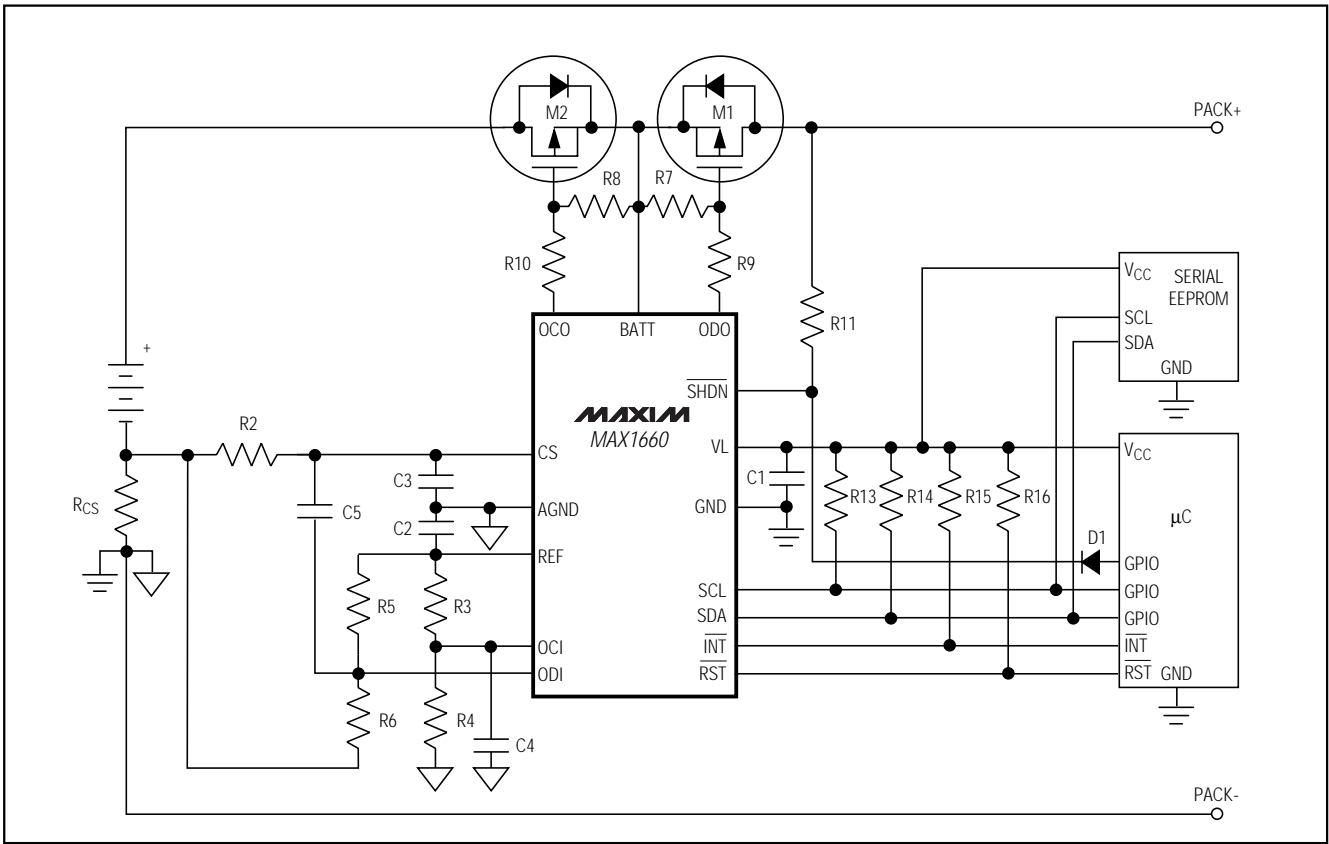 M2
M1
PACK+
R8
R7
R10
R9
R11
VCC
SERIAL
EEPROM
SCL
SDA
GND
OCO
BATT
ODO
+
SHDN
MAXIM
MAX1660
R2
CS
VL
VCC
C3
C1
R13
R14
R15
R16
RCS
C5
AGND
GND
C2
µC
D1
REF
GPIO
R5
R3
SCL
GPIO
SDA
GPIO
OCI
INT
INT
ODI
RST
RST
GND
R6
R4
C4
PACK-